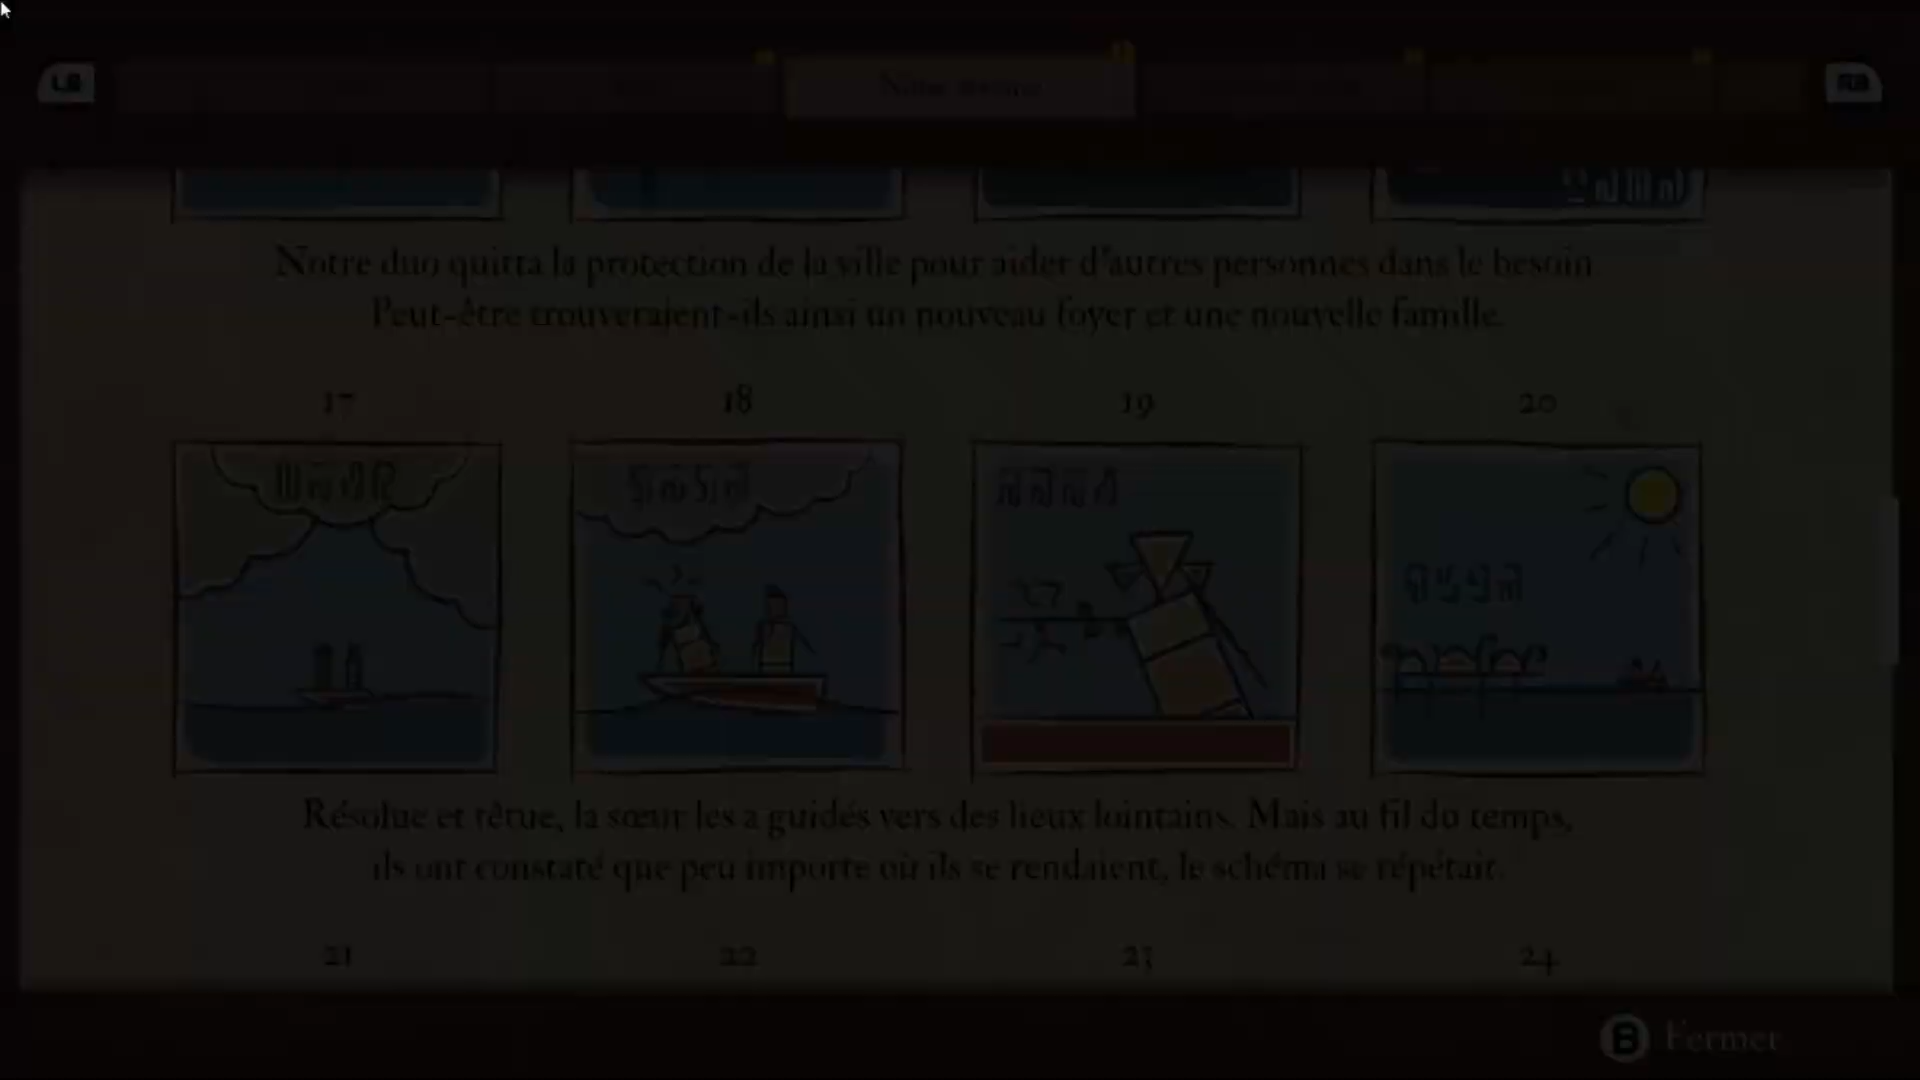 LB
RB
Notre duo quitta la protection de la ville pour aider d'autres personnes dans le besoin.
Peut-être trouveraient-ils ainsi un nouveau foyer et une nouvelle famille.
17
18
19
20
Résolue et têtue, la sœur les a guidés vers des lieux lointains. Mais au fil du temps,
ils ont constaté que peu importe où ils se rendaient, le schéma se répétait.
21
22
23
24
B Fermer